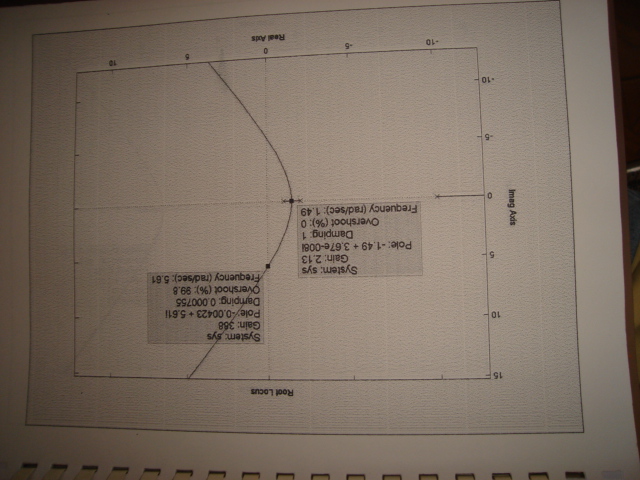 Root Locus
15
10
System: sys
Gain: 388
Pole: -0.00423 + 5.61i
Damping: 0.000755
Overshoot (%): 99.8
Frequency (rad/sec): 5.61
5
System: sys
Gain: 2.13
Pole: -1.49 + 3.67e-008i
Damping: 1
Overshoot (%): 0
Frequency (rad/sec): 1.49
Imag Axis
0
-5
-10
-10
-5
0
5
10
Real Axis